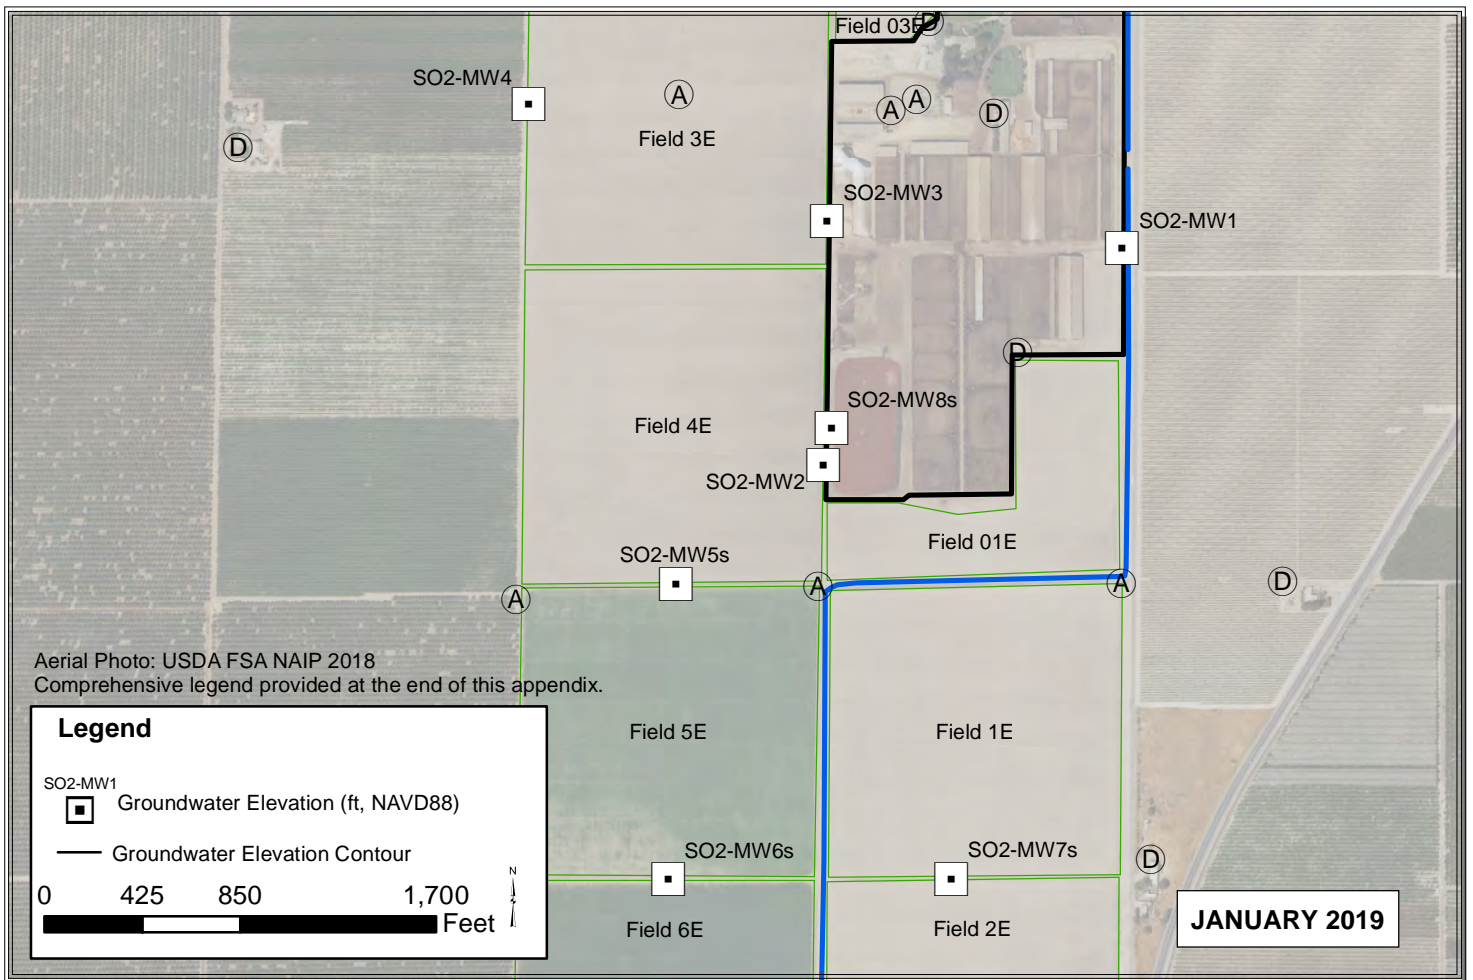 Field 03E
D
SO2-MW4
A
A
A
D
D
Field 3E
SO2-MW3
SO2-MW1
D
SO2-MW8s
Field 4E
SO2-MW2
Field 01E
SO2-MW5s
A
A
A
D
Aerial Photo: USDA FSA NAIP 2018
Comprehensive legend provided at the end of this appendix.
Field 5E
Field 1E
Legend
SO2-MW1
Groundwater Elevation (ft, NAVD88)
Groundwater Elevation Contour
SO2-MW6s
SO2-MW7s
D
N
0 425 850 1,700
Feet
Field 6E
Field 2E
JANUARY 2019